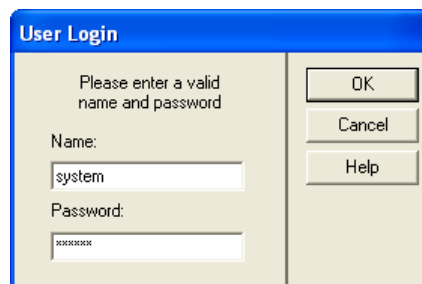 User Login
Please enter a valid
name and password
Name:
system
Password:
******
OK
Cancel
Help